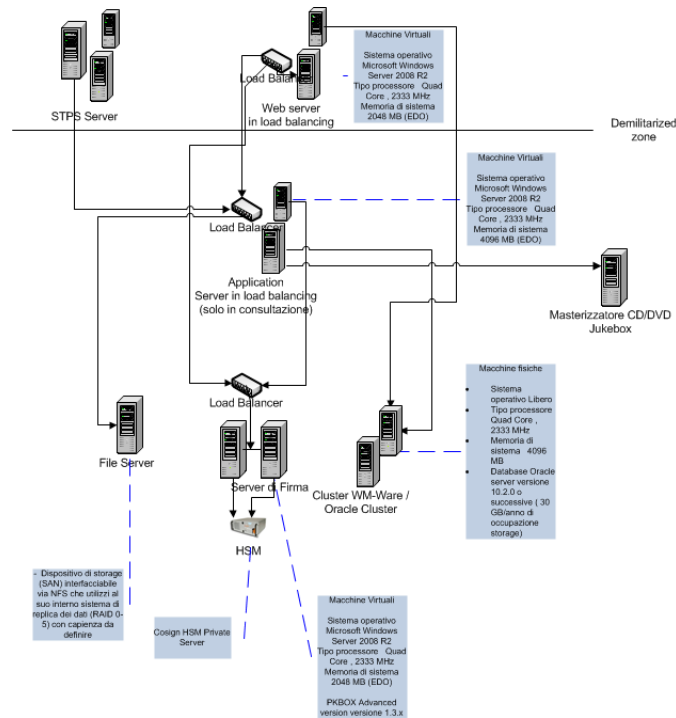 Macchine Virtuali
Sistema operativo
Microsoft Windows
Server 2008 R2
Tipo processore Quad
Core , 2333 MHz
Memoria di sistema
2048 MB (EDO)
Load Balancer
Web server
in load balancing
STPS Server
Demilitarized
zone
Macchine Virtuali
Sistema operativo
Microsoft Windows
Server 2008 R2
Tipo processore Quad
Core , 2333 MHz
Memoria di sistema
4096 MB (EDO)
Load Balancer
Application
Server in load balancing
(solo in consultazione)
Masterizzatore CD/DVD
Jukebox
Macchine fisiche
• Sistema
operativo Libero
• Tipo processore
Quad Core ,
2333 MHz
• Memoria di
sistema 4096
MB
• Database Oracle
server versione
10.2.0 o
successive ( 30
GB/anno di
occupazione
storage)
Load Balancer
File Server
Server di Firma
Cluster WM-Ware /
Oracle Cluster
HSM
- Dispositivo di storage
(SAN) interfacciabile
via NFS che utilizzi al
suo interno sistema di
replica dei dati (RAID 0-
5) con capienza da
definire
Cosign HSM Private
Server
Macchine Virtuali
Sistema operativo
Microsoft Windows
Server 2008 R2
Tipo processore Quad
Core , 2333 MHz
Memoria di sistema
2048 MB (EDO)
PKBOX Advanced
version versione 1.3.x